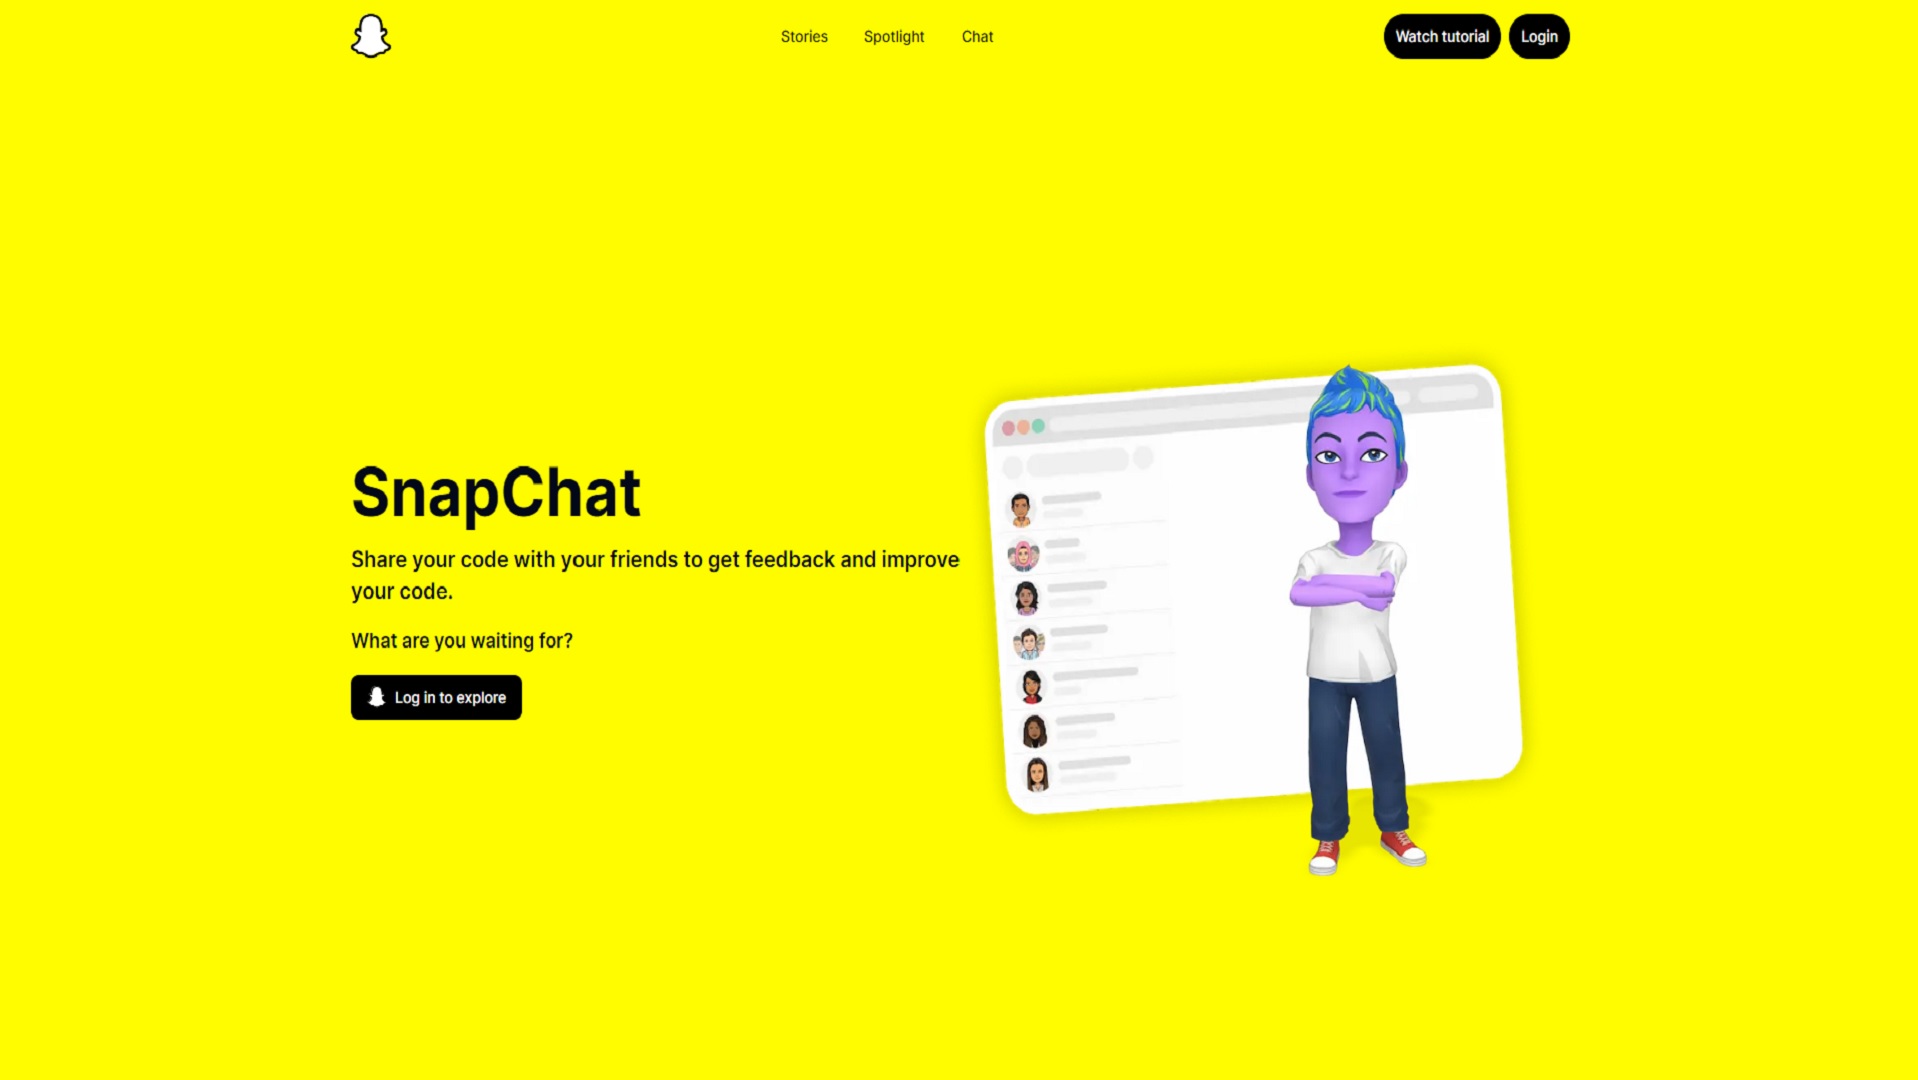 Stories Spotlight Chat Watch tutorial Login
SnapChat
Share your code with your friends to get feedback and improve
your code.
What are you waiting for?
Log in to explore